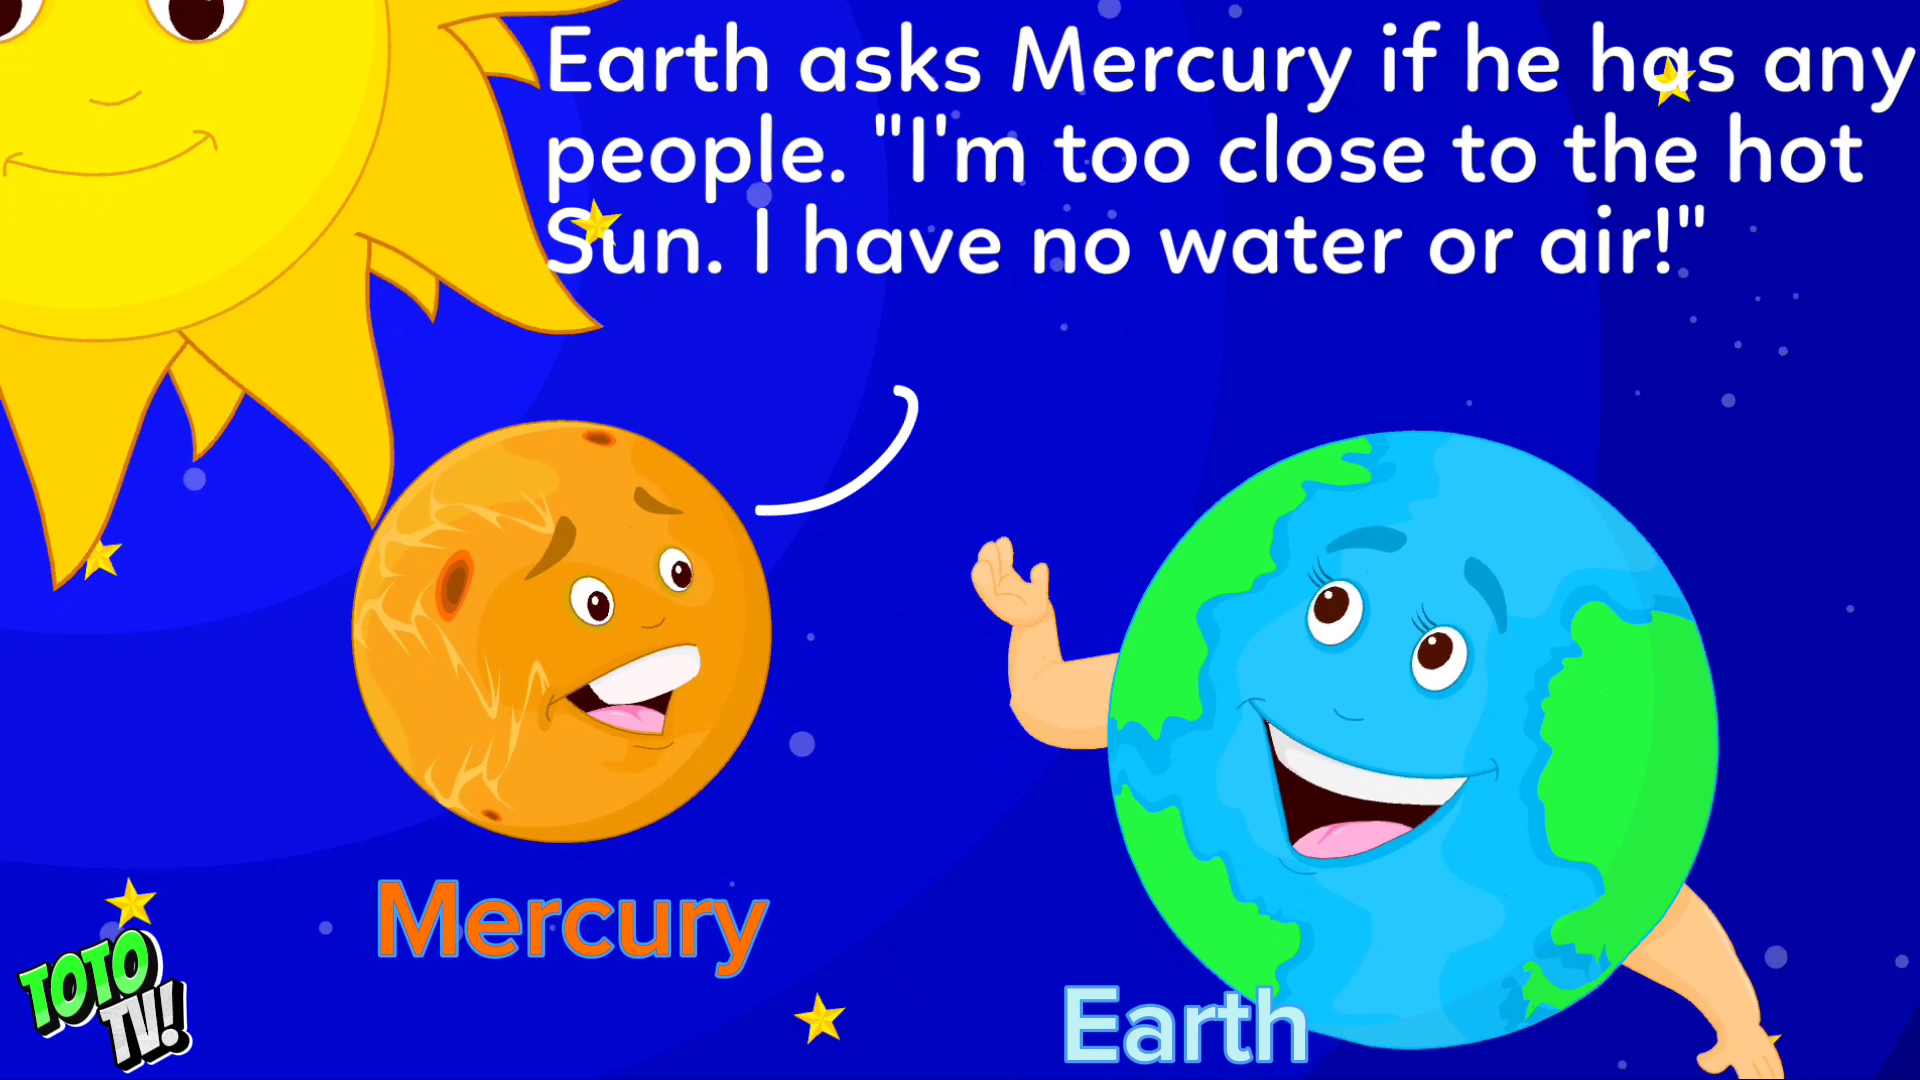 Earth asks Mercury if he has any
people. "I'm too close to the hot
Sun. I have no water or air!"
Mercury
Earth
TOTO
TV!